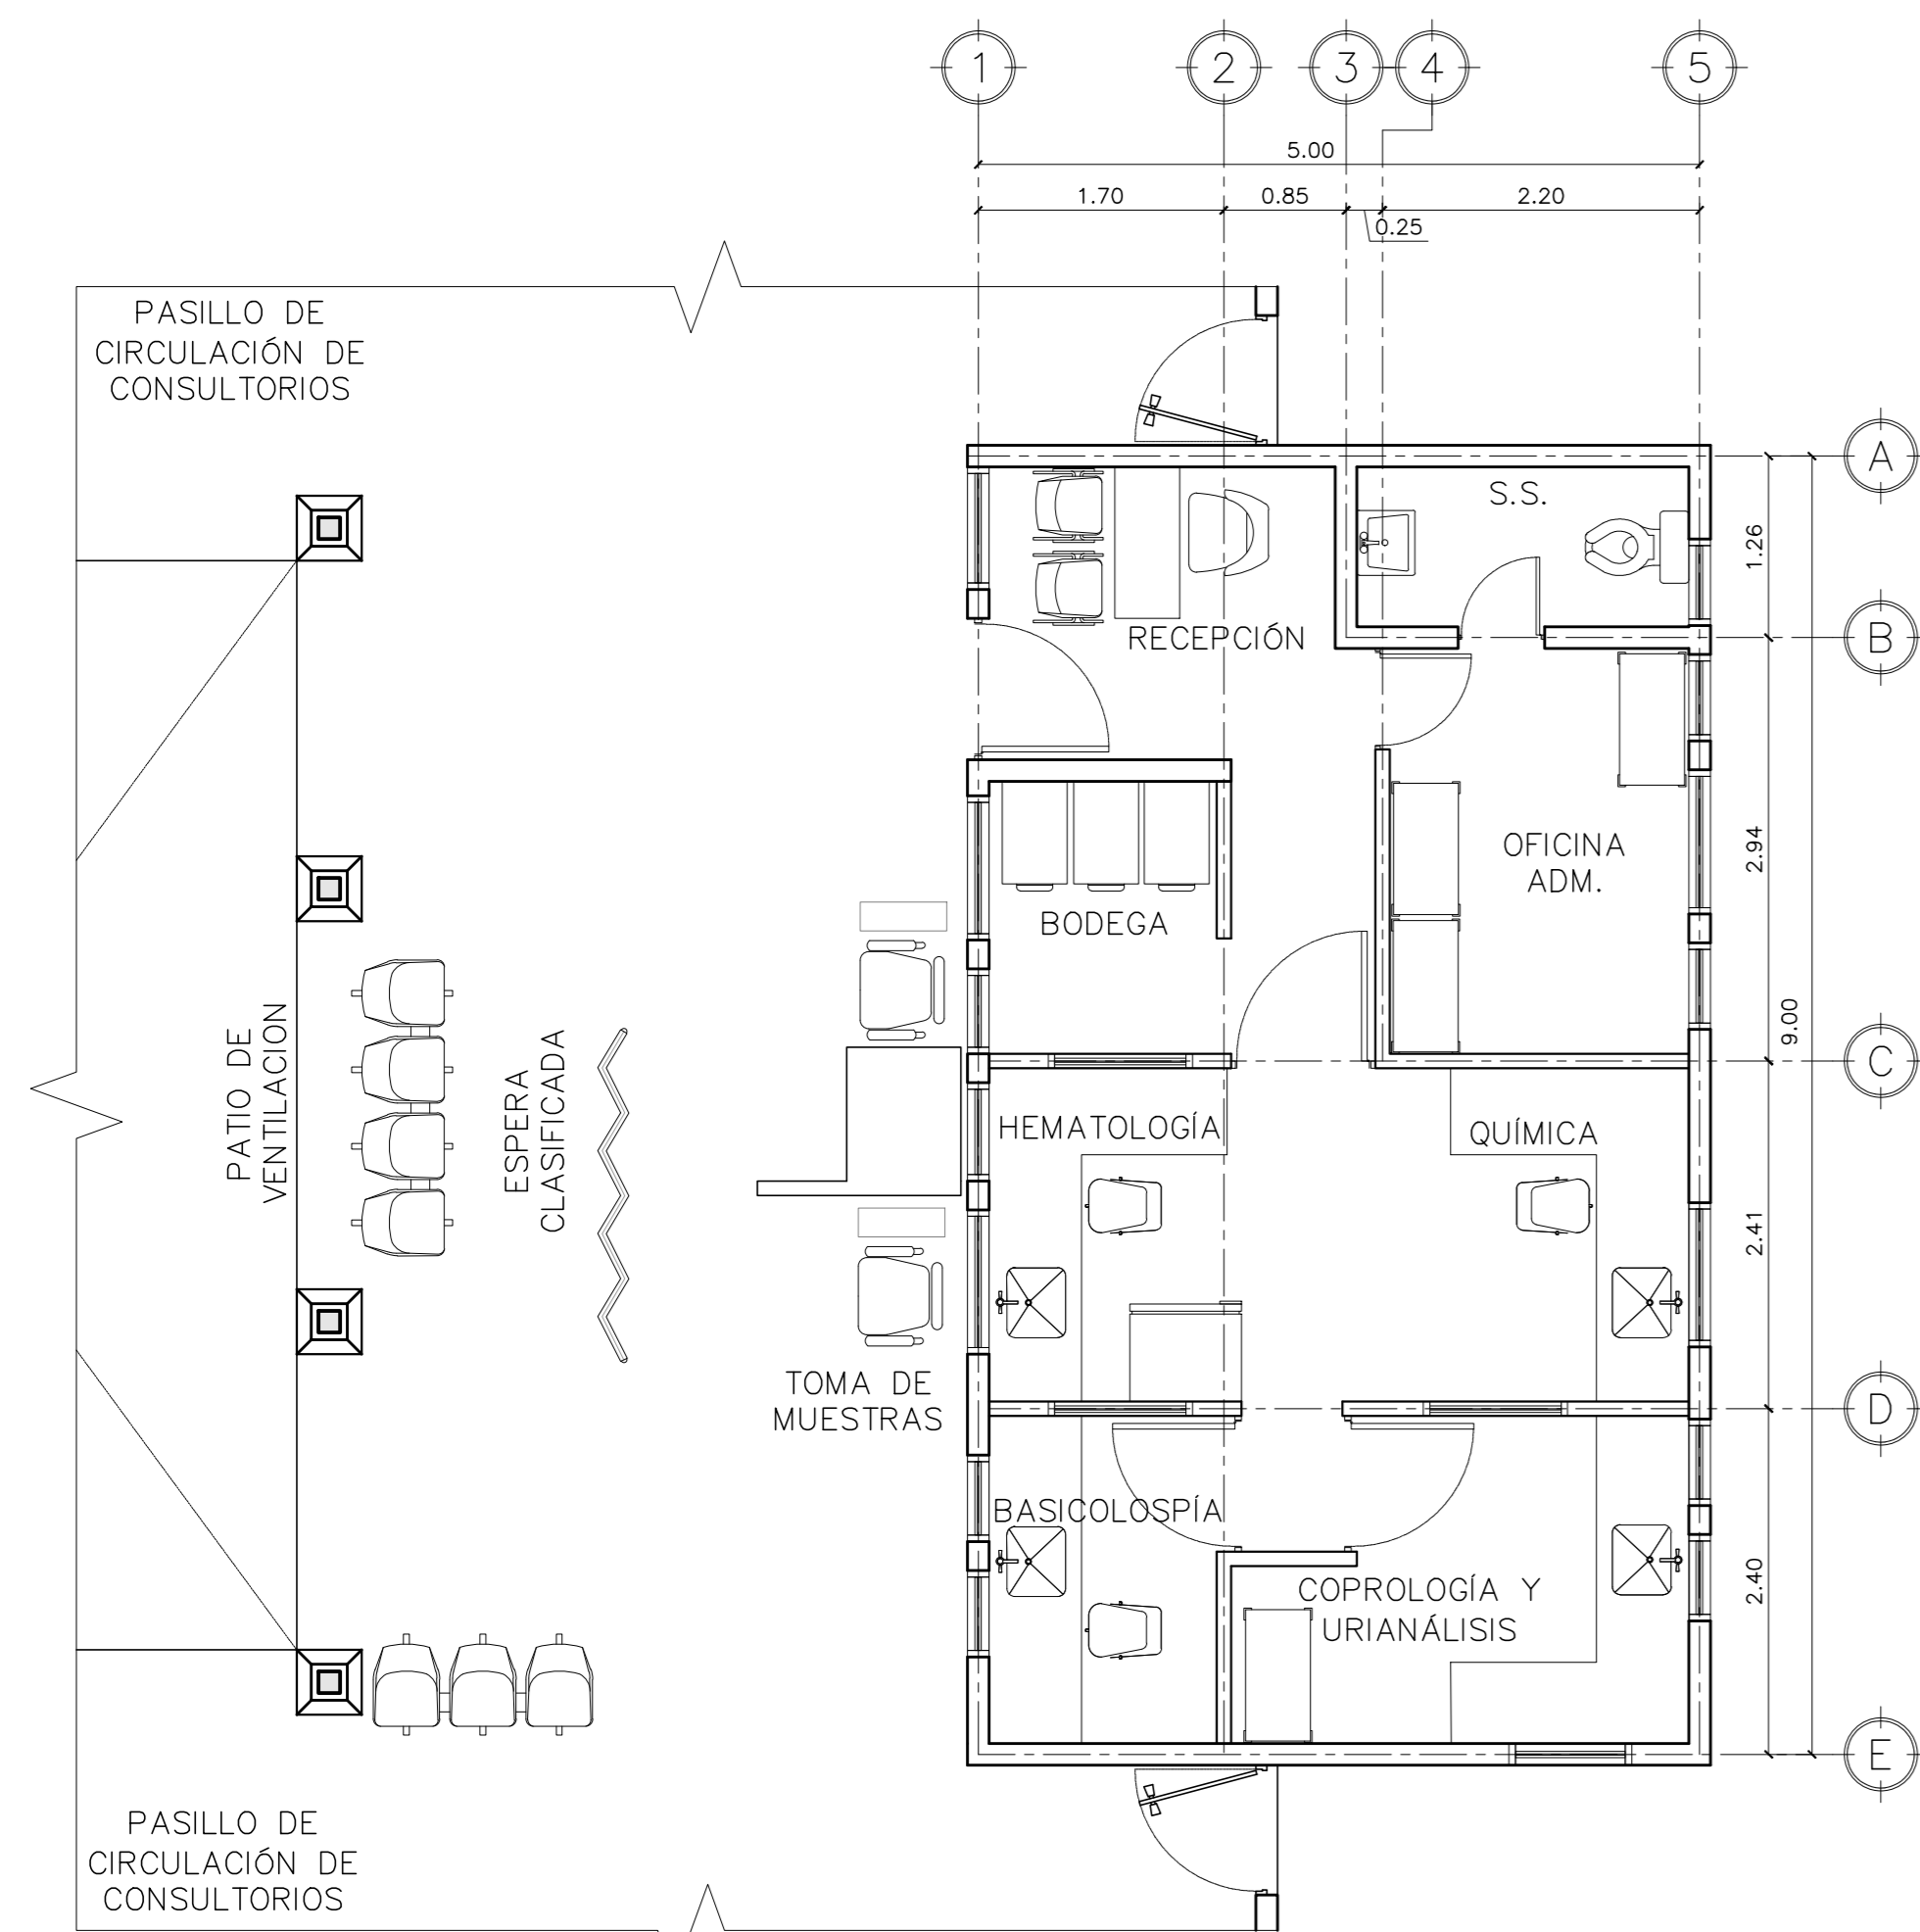 1
2
3
4
5
5.00
1.70
0.85
2.20
0.25
PASILLO DE
CIRCULACIÓN DE
CONSULTORIOS
A
S.S.
1.26
RECEPCIÓN
B
OFICINA
ADM.
2.94
BODEGA
9.00
PATIO DE
VENTILACION
ESPERA
CLASIFICADA
C
HEMATOLOGÍA
QUÍMICA
2.41
TOMA DE
MUESTRAS
D
BASICOLOSPÍA
COPROLOGÍA Y
URIANÁLISIS
2.40
E
PASILLO DE
CIRCULACIÓN DE
CONSULTORIOS